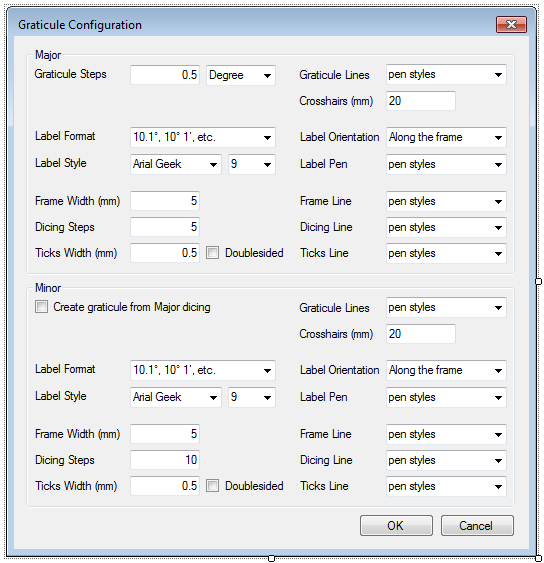 Graticule Configuration
Major
Graticule Steps 0.5 Degree Graticule Lines pen styles
Crosshairs (mm) 20
Label Format 10.1°, 10° 1', etc. Label Orientation Along the frame
Label Style Arial Geek 9 Label Pen pen styles
Frame Width (mm) 5 Frame Line pen styles
Dicing Steps 5 Dicing Line pen styles
Ticks Width (mm) 0.5 Doublesided Ticks Line pen styles
Minor
Create graticule from Major dicing Graticule Lines pen styles
Crosshairs (mm) 20
Label Format 10.1°, 10° 1', etc. Label Orientation Along the frame
Label Style Arial Geek 9 Label Pen pen styles
Frame Width (mm) 5 Frame Line pen styles
Dicing Steps 10 Dicing Line pen styles
Ticks Width (mm) 0.5 Doublesided Ticks Line pen styles
OK Cancel